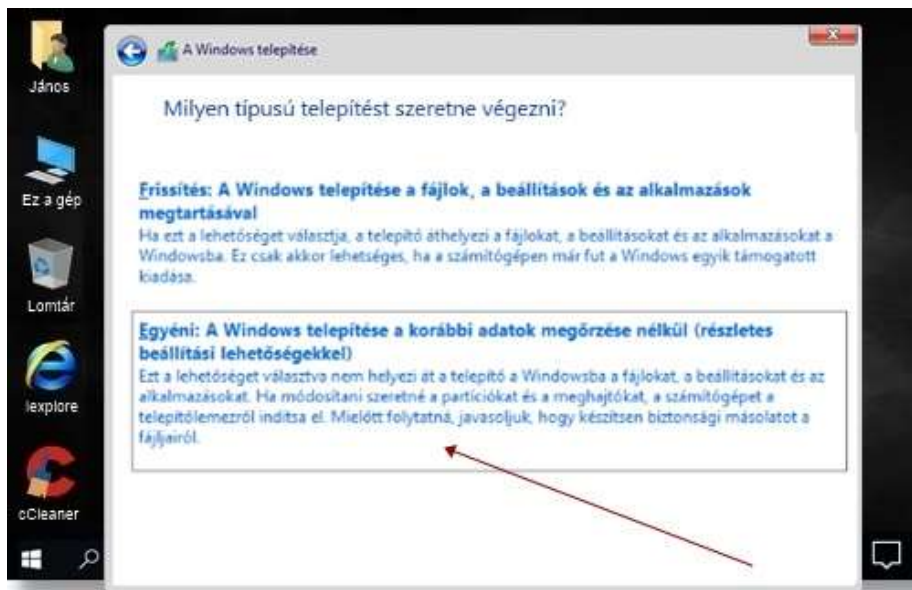 János
Ez a gép
Lomtár
iexplore
cCleaner
A Windows telepítése
Milyen típusú telepítést szeretne végezni?
Frissítés: A Windows telepítése a fájlok, a beállítások és az alkalmazások
megtartásával
Ha ezt a lehetőséget választja, a telepítő áthelyezi a fájlokat, a beállításokat és az alkalmazásokat a
Windowsba. Ez csak akkor lehetséges, ha a számítógépen már fut a Windows egyik támogatott
kiadása.
Egyéni: A Windows telepítése a korábbi adatok megőrzése nélkül (részletes
beállítási lehetőségekkel)
Ezt a lehetőséget választva nem helyezi át a telepítő a Windowsba a fájlokat, a beállításokat és az
alkalmazásokat. Ha módosítani szeretné a partíciókat és a meghajtókat, a számítógépet a
telepítőlemezről indítsa el. Mielőtt folytatná, javasoljuk, hogy készítsen biztonsági másolatot a
fájljairól.